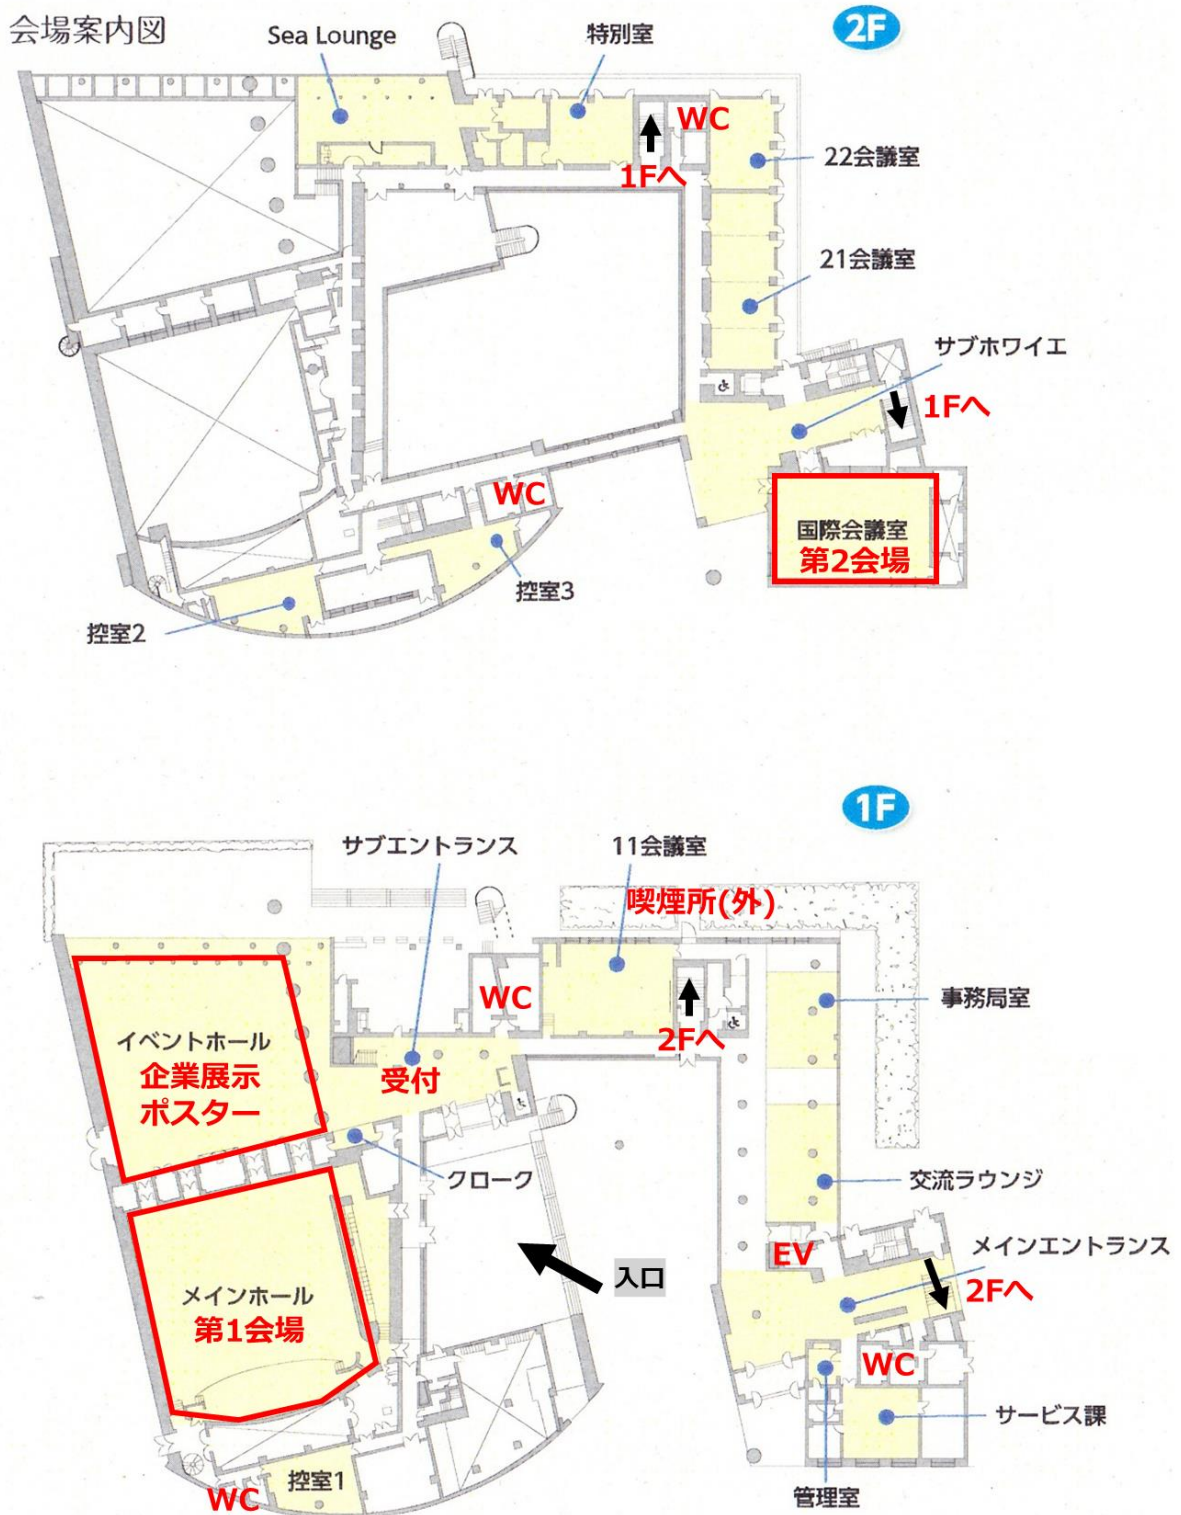 会場案内図
2F
Sea Lounge
特別室
WC
1Fへ
22会議室
21会議室
サブホワイエ
1Fへ
WC
国際会議室
第2会場
控室3
控室2
1F
サブエントランス
11会議室
喫煙所(外)
WC
2Fへ
事務局室
イベントホール
企業展示
ポスター
受付
クローク
交流ラウンジ
EV
メインエントランス
入口
2Fへ
メインホール
第1会場
WC
サービス課
控室1
WC
管理室